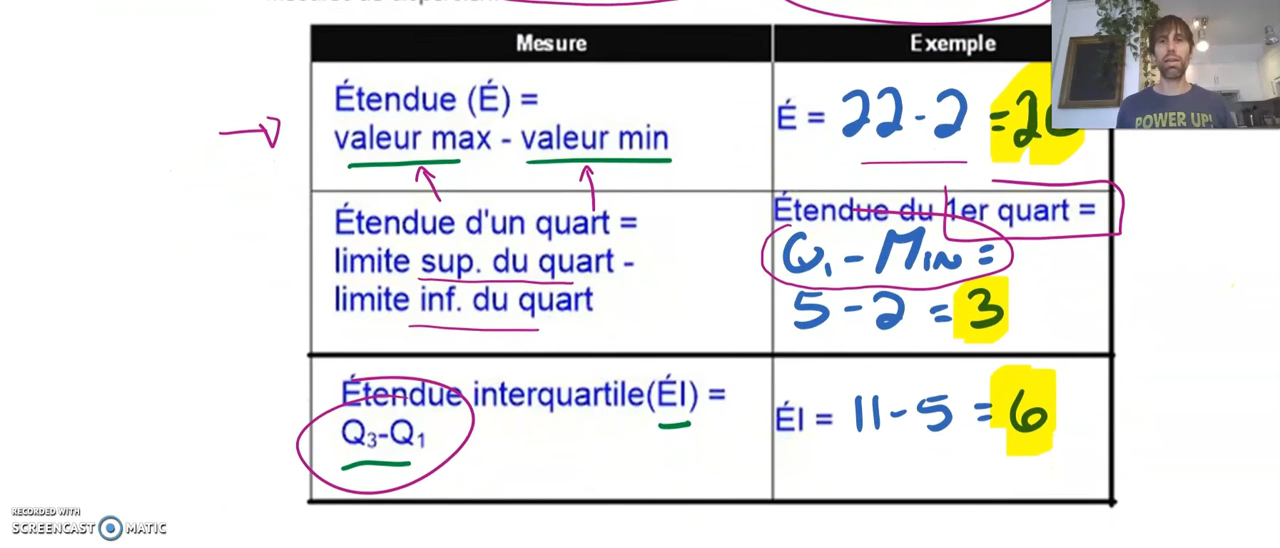 Mesure
Exemple
Étendue (É) =
valeur max - valeur min
É = 22-2 =
Étendue d'un quart =
limite sup. du quart -
limite inf. du quart
Étendue du 1er quart =
Q₁ - MIN =
5 - 2 = 3
Étendue interquartile(ÉI) =
Q₃-Q₁
ÉI = 11-5 = 6
POWER UP!
RECORDED WITH
SCREENCAST MATIC